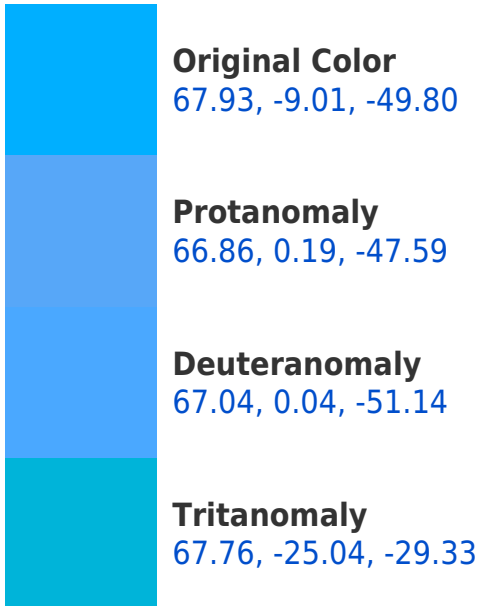 Original Color
67.93, -9.01, -49.80
Protanomaly
66.86, 0.19, -47.59
Deuteranomaly
67.04, 0.04, -51.14
Tritanomaly
67.76, -25.04, -29.33